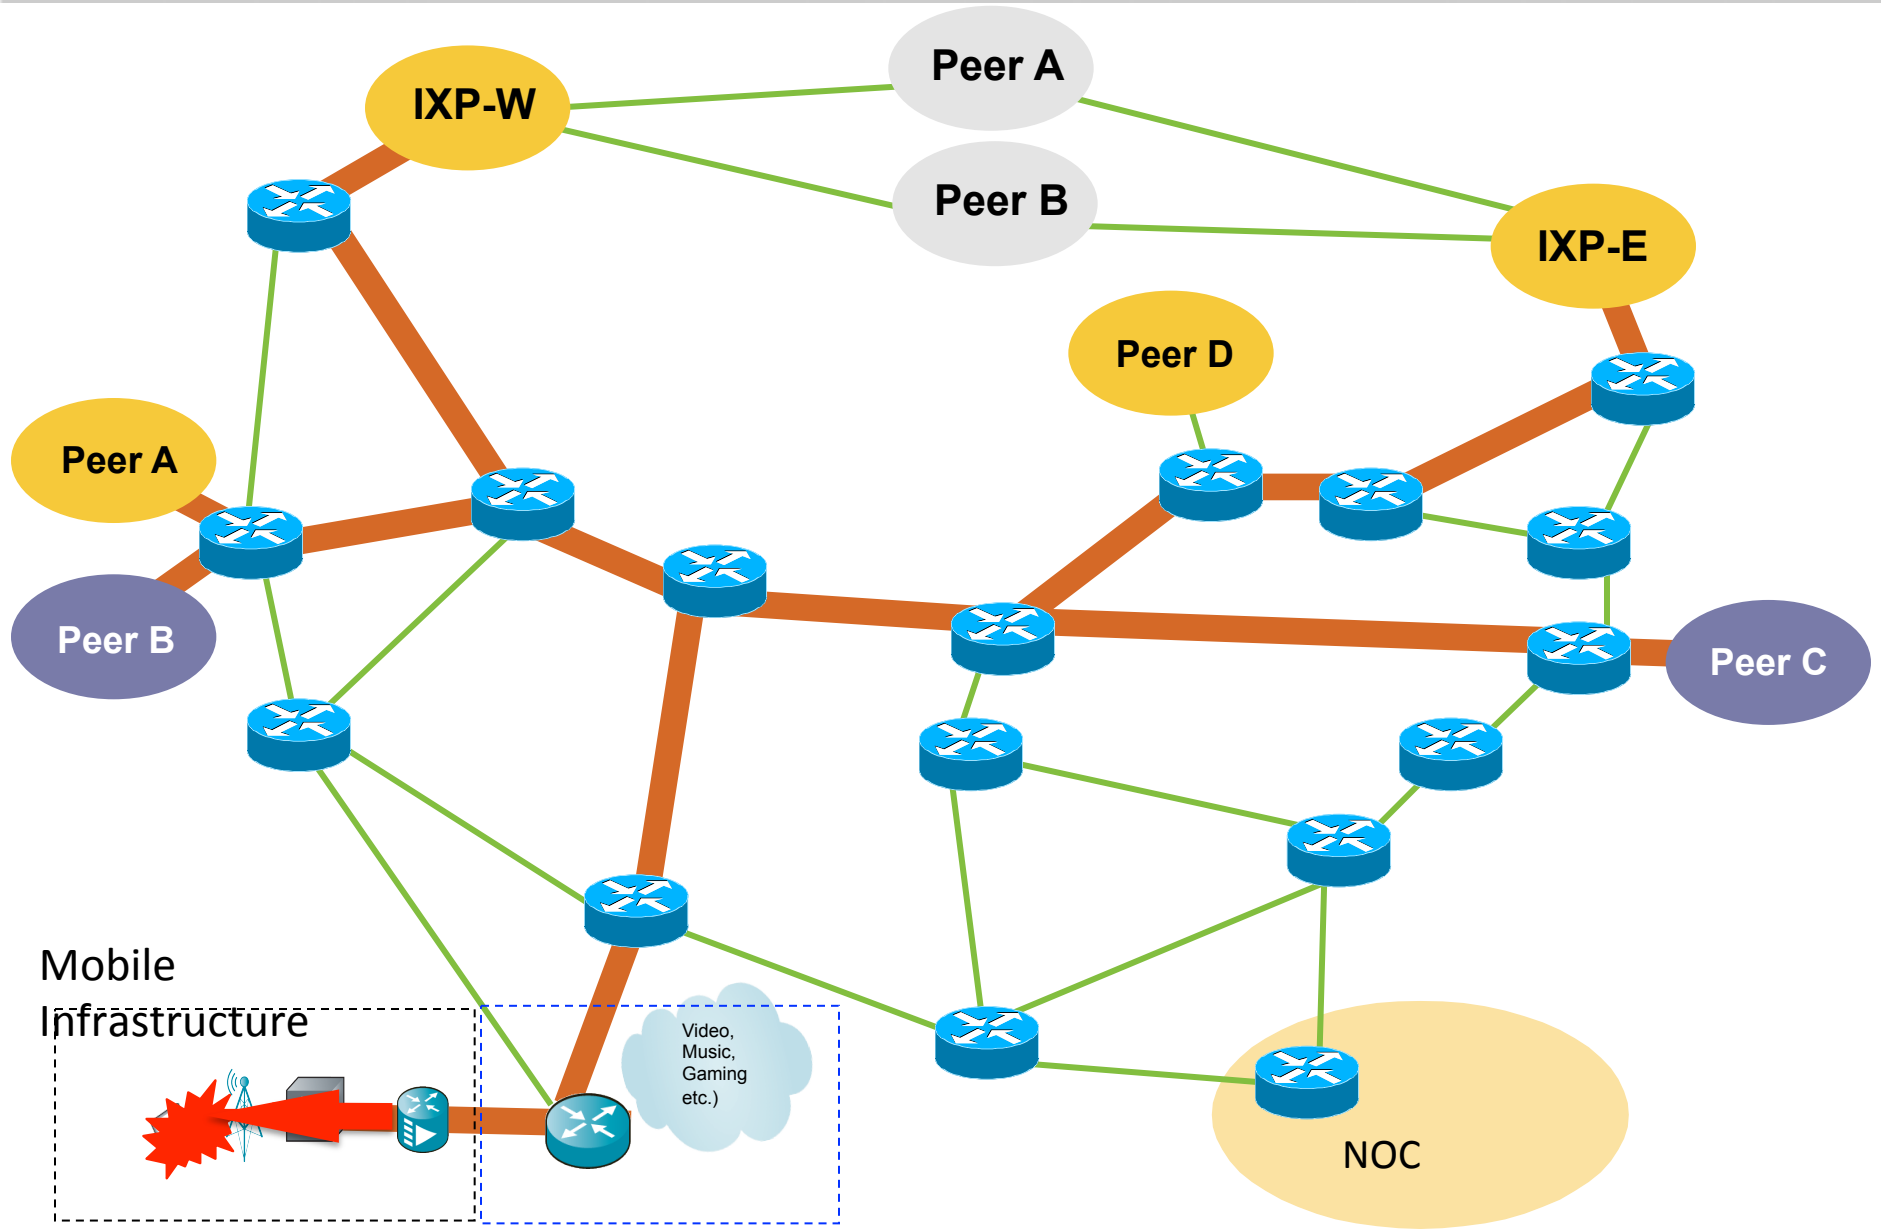 Peer A
IXP-W
Peer B
IXP-E
Peer D
Peer A
Peer B
Peer C
Mobile
Infrastructure
Video,
Music,
Gaming
etc.)
NOC